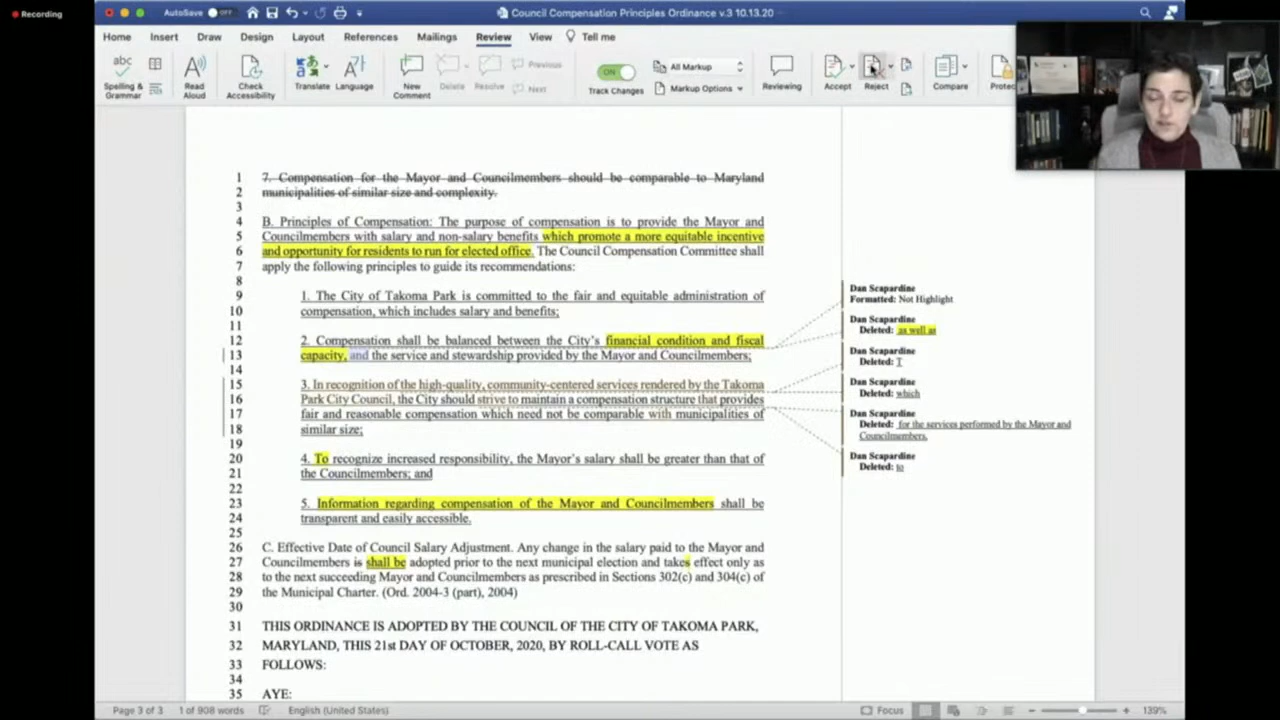 Recording
AutoSave OFF
Council Compensation Principles Ordinance v.3 10.13.20
Home Insert Draw Design Layout References Mailings Review View Tell me
abc
Spelling & Grammar
Read Aloud
Check Accessibility
Translate
Language
New Comment
Delete
Resolve
Previous
Next
ON
Track Changes
All Markup
Markup Options
Reviewing
Accept
Reject
Compare
Protec
1 7. Compensation for the Mayor and Councilmembers should be comparable to Maryland
2 municipalities of similar size and complexity.
3
4 B. Principles of Compensation: The purpose of compensation is to provide the Mayor and
5 Councilmembers with salary and non-salary benefits which promote a more equitable incentive
6 and opportunity for residents to run for elected office. The Council Compensation Committee shall
7 apply the following principles to guide its recommendations:
8
9 1. The City of Takoma Park is committed to the fair and equitable administration of
10 compensation, which includes salary and benefits;
11
12 2. Compensation shall be balanced between the City's financial condition and fiscal
13 capacity, and the service and stewardship provided by the Mayor and Councilmembers;
14
15 3. In recognition of the high-quality, community-centered services rendered by the Takoma
16 Park City Council, the City should strive to maintain a compensation structure that provides
17 fair and reasonable compensation which need not be comparable with municipalities of
18 similar size;
19
20 4. To recognize increased responsibility, the Mayor's salary shall be greater than that of
21 the Councilmembers; and
22
23 5. Information regarding compensation of the Mayor and Councilmembers shall be
24 transparent and easily accessible.
25
26 C. Effective Date of Council Salary Adjustment. Any change in the salary paid to the Mayor and
27 Councilmembers is shall be adopted prior to the next municipal election and takes effect only as
28 to the next succeeding Mayor and Councilmembers as prescribed in Sections 302(c) and 304(c) of
29 the Municipal Charter. (Ord. 2004-3 (part), 2004)
30
31 THIS ORDINANCE IS ADOPTED BY THE COUNCIL OF THE CITY OF TAKOMA PARK,
32 MARYLAND, THIS 21st DAY OF OCTOBER, 2020, BY ROLL-CALL VOTE AS
33 FOLLOWS:
34
35 AYE:
Dan Scapardine
Formatted: Not Highlight
Dan Scapardine
Deleted: as well as
Dan Scapardine
Deleted: T
Dan Scapardine
Deleted: which
Dan Scapardine
Deleted: for the services performed by the Mayor and
Councilmembers,
Dan Scapardine
Deleted: to
Page 3 of 3 1 of 908 words English (United States) Focus 139%